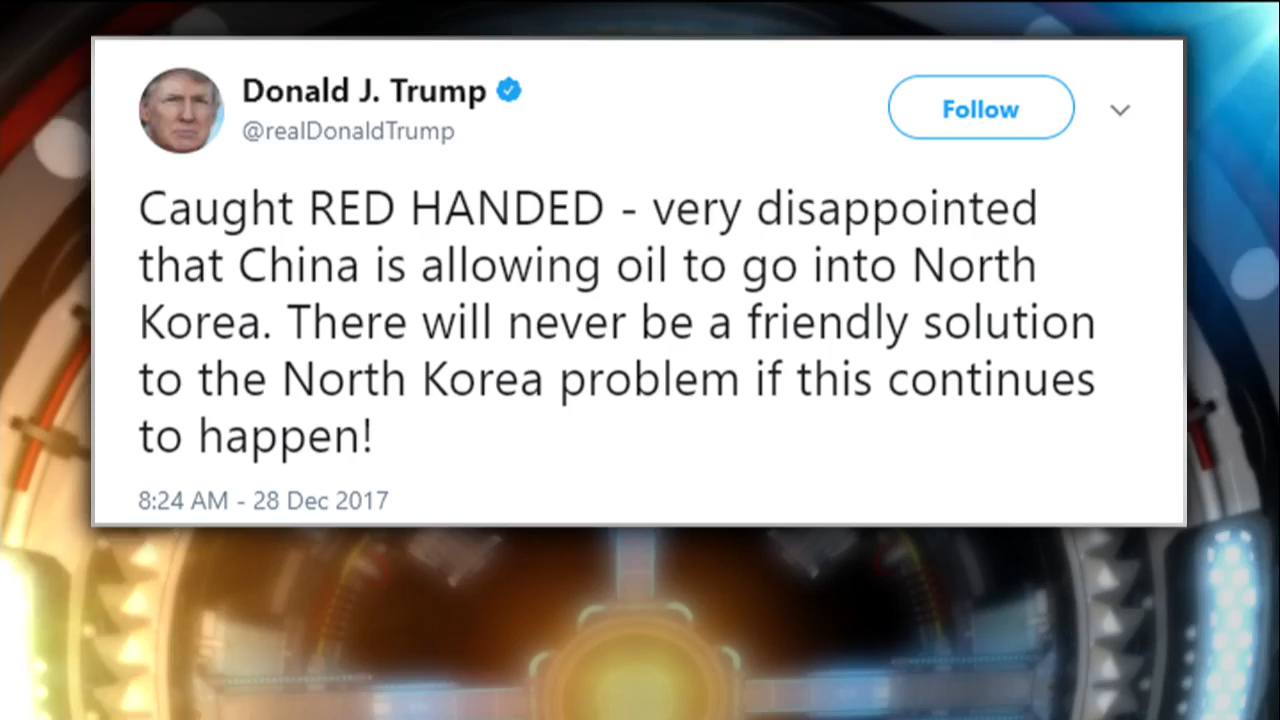 Donald J. Trump
@realDonaldTrump
Follow
Caught RED HANDED - very disappointed
that China is allowing oil to go into North
Korea. There will never be a friendly solution
to the North Korea problem if this continues
to happen!
8:24 AM - 28 Dec 2017